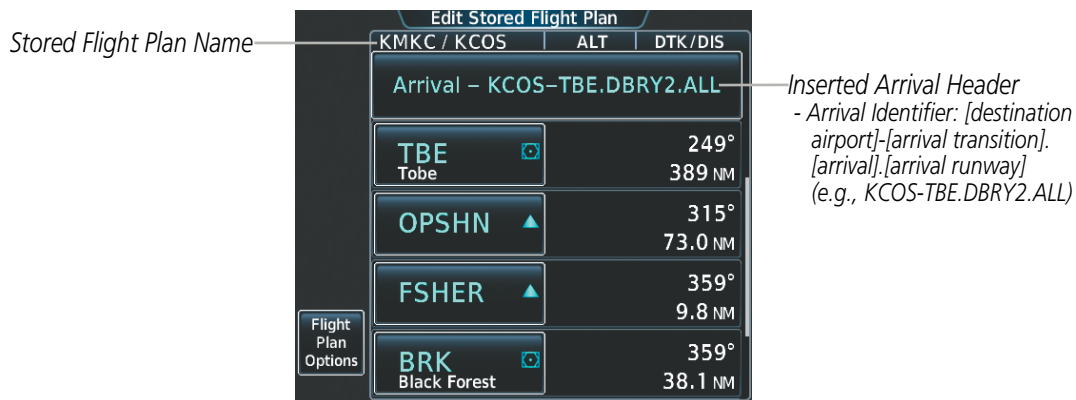 Edit Stored Flight Plan
Stored Flight Plan Name
KMKC / KCOS ALT DTK/DIS
Arrival – KCOS–TBE.DBRY2.ALL
Inserted Arrival Header
- Arrival Identifier: [destination
airport]-[arrival transition].
[arrival].[arrival runway]
(e.g., KCOS-TBE.DBRY2.ALL)
TBE
Tobe
249°
389 NM
OPSHN
315°
73.0 NM
FSHER
359°
9.8 NM
Flight
Plan
Options
BRK
Black Forest
359°
38.1 NM